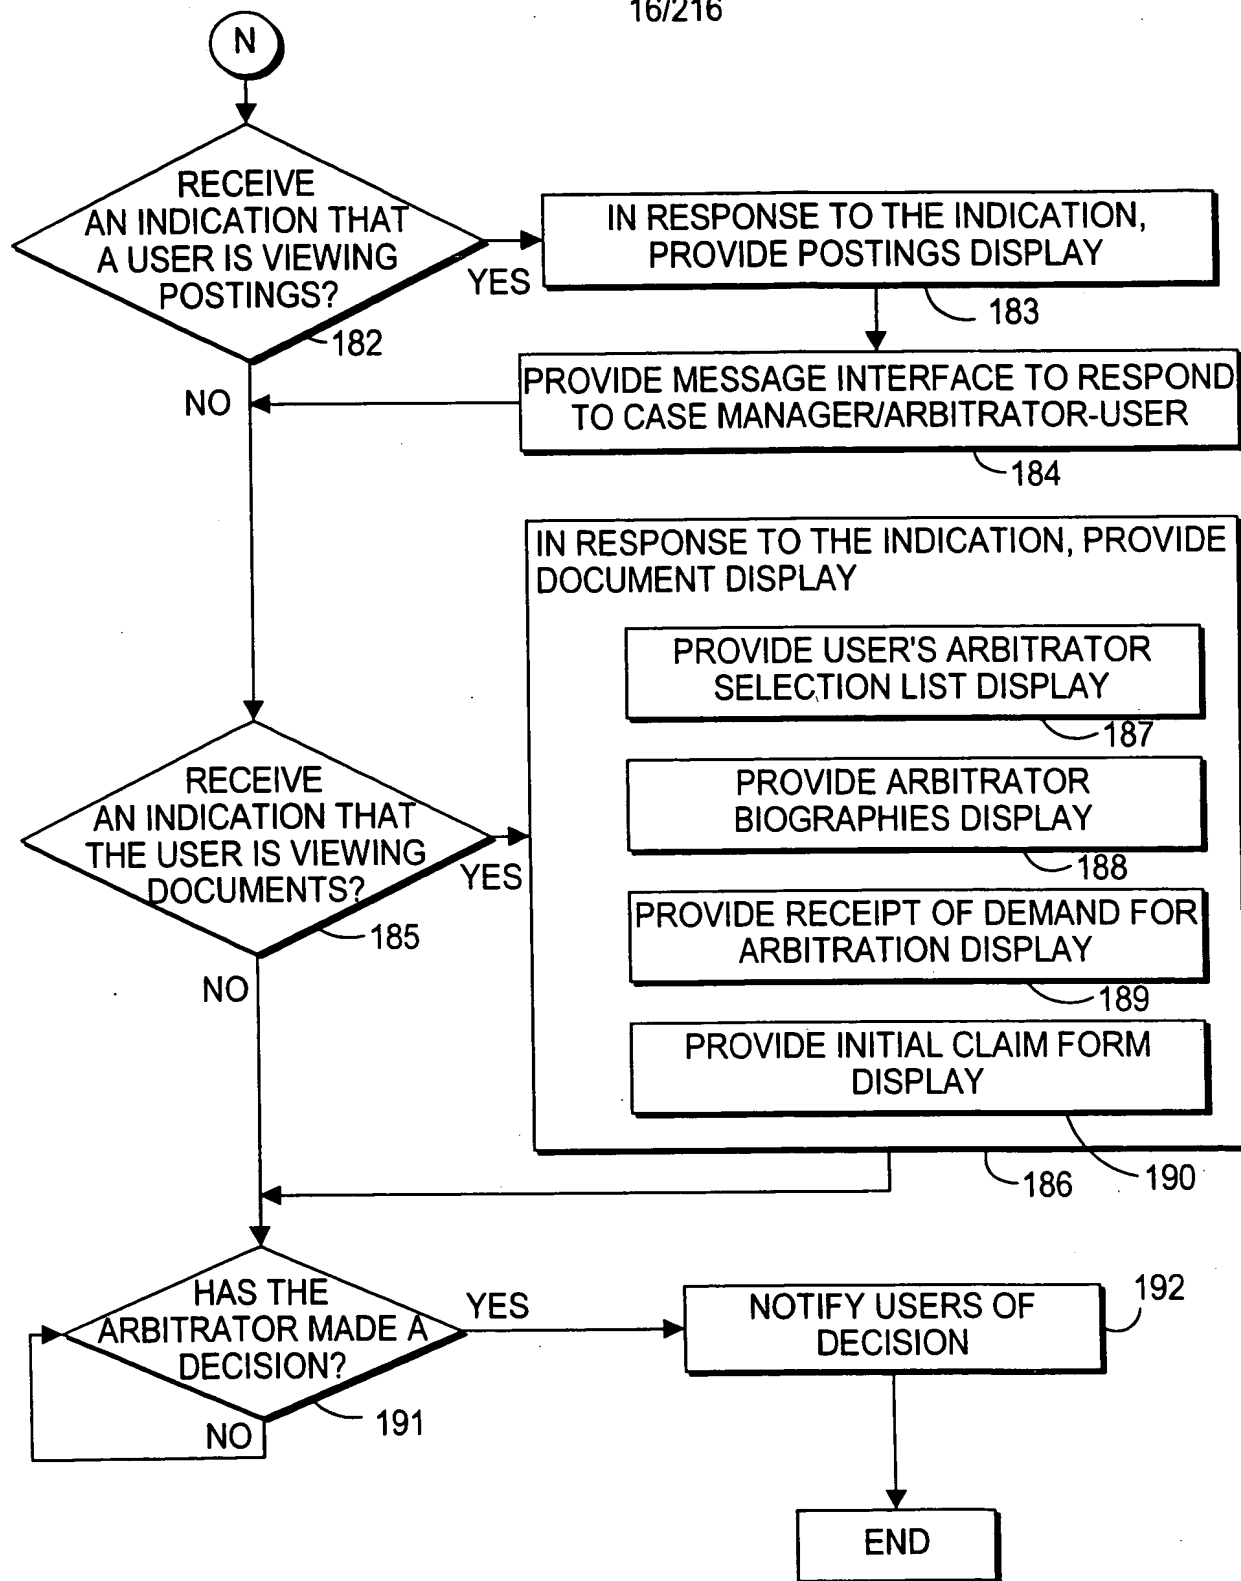 16/216
N
RECEIVE
AN INDICATION THAT
A USER IS VIEWING
POSTINGS?
182
YES
NO
IN RESPONSE TO THE INDICATION,
PROVIDE POSTINGS DISPLAY
183
PROVIDE MESSAGE INTERFACE TO RESPOND
TO CASE MANAGER/ARBITRATOR-USER
184
RECEIVE
AN INDICATION THAT
THE USER IS VIEWING
DOCUMENTS?
185
YES
NO
IN RESPONSE TO THE INDICATION, PROVIDE
DOCUMENT DISPLAY
PROVIDE USER'S ARBITRATOR
SELECTION LIST DISPLAY
187
PROVIDE ARBITRATOR
BIOGRAPHIES DISPLAY
188
PROVIDE RECEIPT OF DEMAND FOR
ARBITRATION DISPLAY
189
PROVIDE INITIAL CLAIM FORM
DISPLAY
190
186
HAS THE
ARBITRATOR MADE A
DECISION?
191
YES
NO
NOTIFY USERS OF
DECISION
192
END